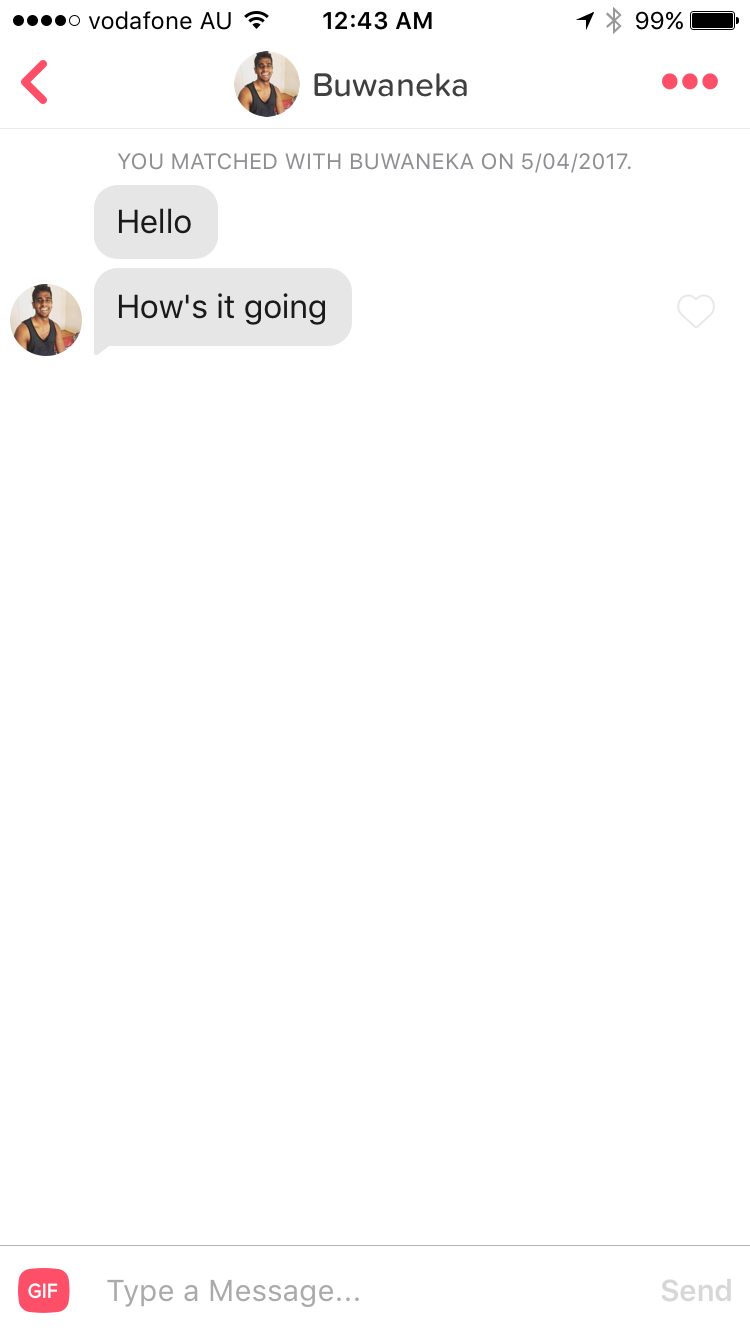 vodafone AU 12:43 AM 99%
Buwaneka
YOU MATCHED WITH BUWANEKA ON 5/04/2017.
Hello
How's it going
GIF Type a Message... Send